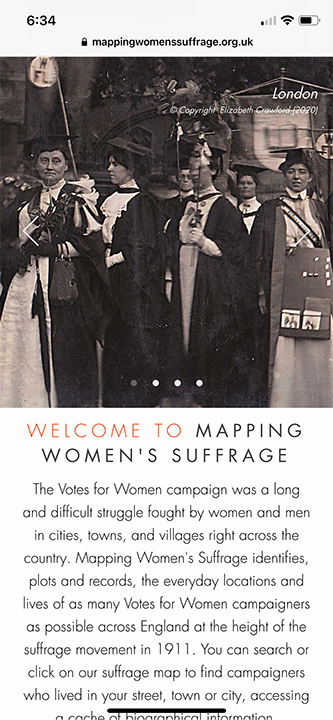 6:34
mappingwomenssuffrage.org.uk
London
© Copyright Elizabeth Crawford (2020)
WELCOME TO MAPPING
WOMEN'S SUFFRAGE
The Votes for Women campaign was a long
and difficult struggle fought by women and men
in cities, towns, and villages right across the
country. Mapping Women's Suffrage identifies,
plots and records, the everyday locations and
lives of as many Votes for Women campaigners
as possible across England at the height of the
suffrage movement in 1911. You can search or
click on our suffrage map to find campaigners
who lived in your street, town or city, accessing
a cache of biographical information